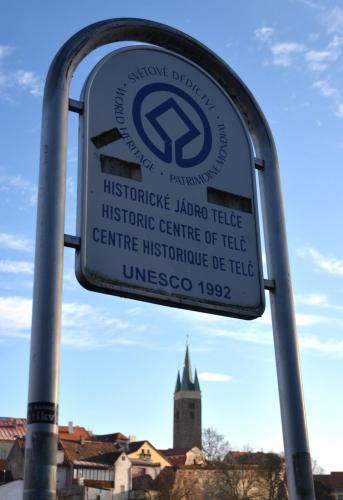 · SVĚTOVÉ DĚDICTVÍ ·
WORLD HERITAGE · PATRIMOINE MONDIAL
HISTORICKÉ JÁDRO TELČE
HISTORIC CENTRE OF TELČ
CENTRE HISTORIQUE DE TELČ
UNESCO 1992